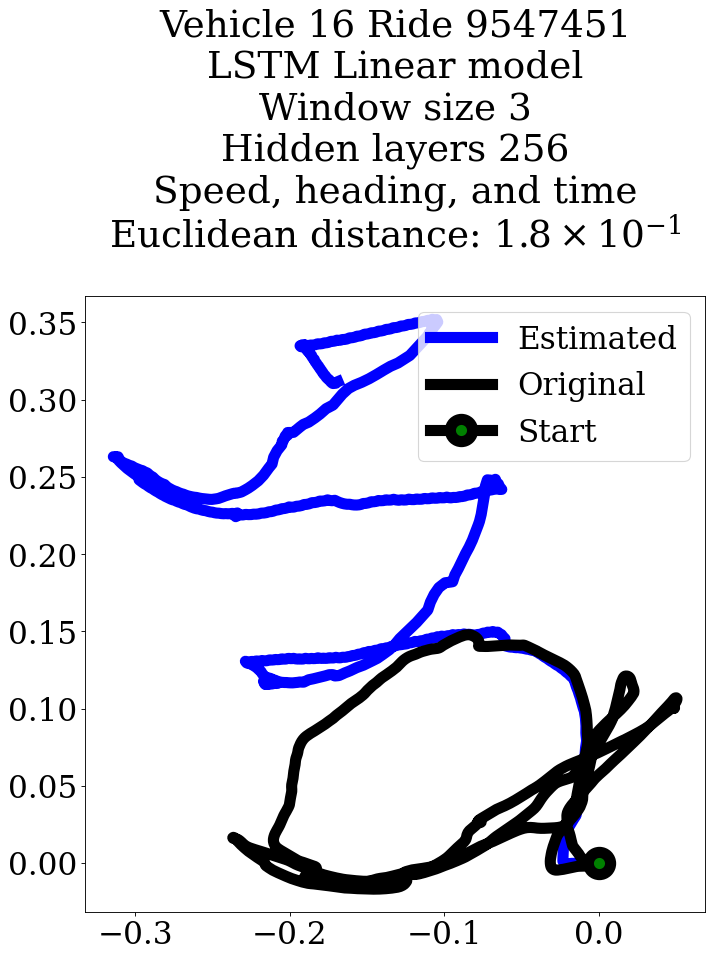 Vehicle 16 Ride 9547451
LSTM Linear model
Window size 3
Hidden layers 256
Speed, heading, and time
Euclidean distance: 1.8 × 10⁻¹
0.35
0.30
0.25
0.20
0.15
0.10
0.05
0.00
Estimated
Original
Start
−0.3 −0.2 −0.1 0.0